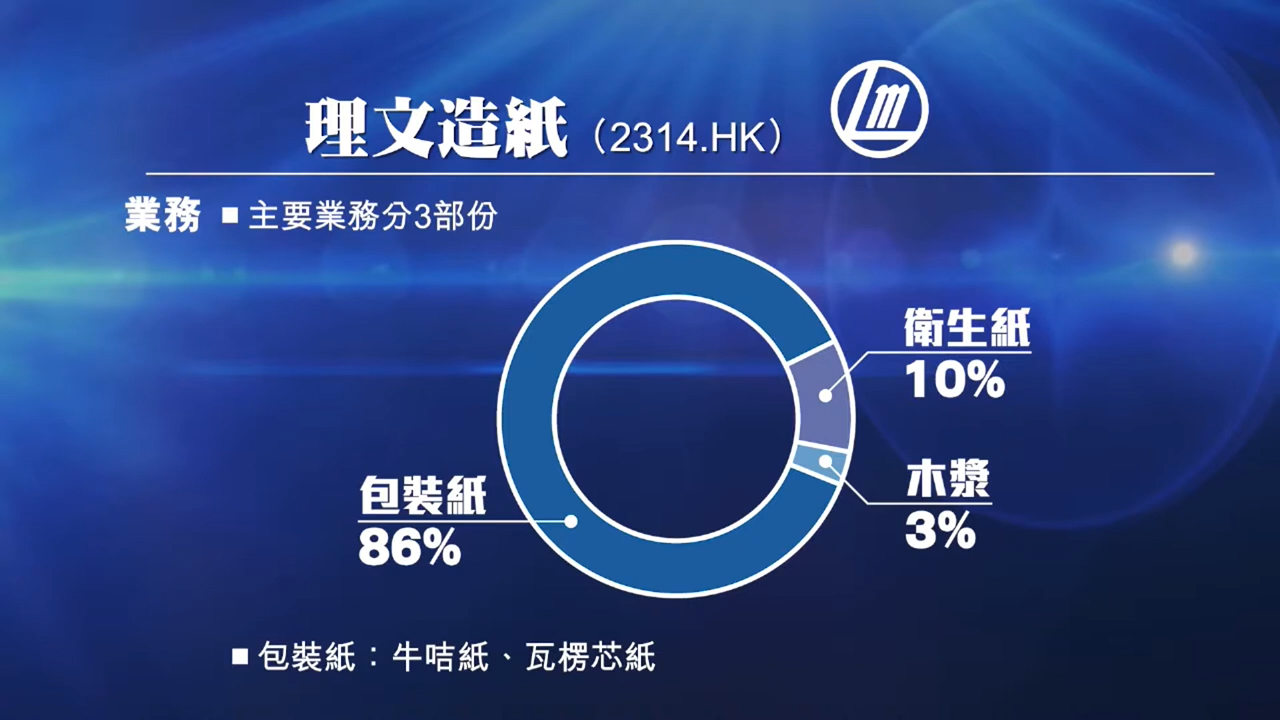 理文造紙（2314.HK）
Lm
業務 ■ 主要業務分3部份
衛生紙
10%
木漿
3%
包裝紙
86%
■ 包裝紙：牛咭紙、瓦楞芯紙